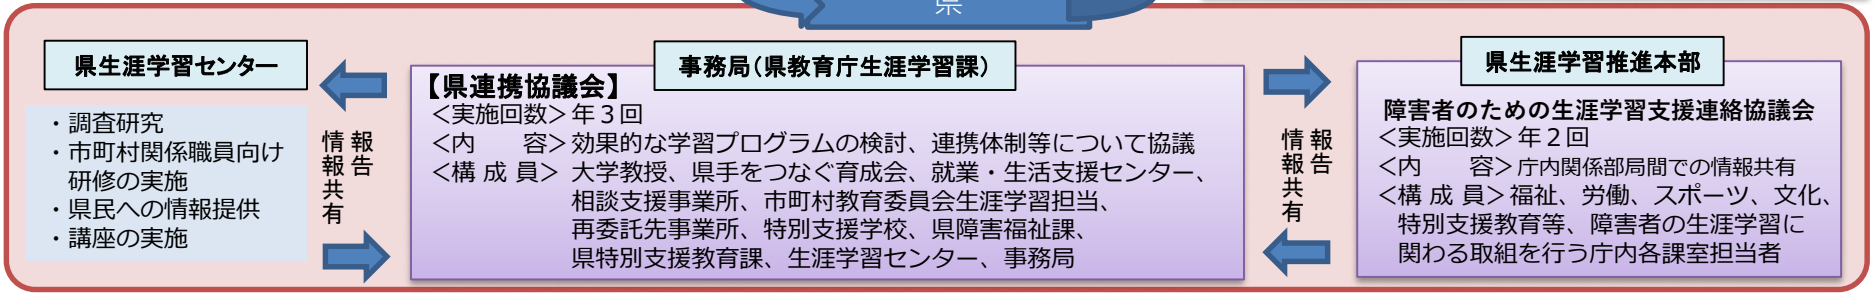 県
県生涯学習センター
・調査研究
・市町村関係職員向け
研修の実施
・県民への情報提供
・講座の実施
報告
情報共有
事務局（県教育庁生涯学習課）
【県連携協議会】
＜実施回数＞年３回
＜内　　容＞効果的な学習プログラムの検討、連携体制等について協議
＜構 成 員＞ 大学教授、県手をつなぐ育成会、就業・生活支援センター、
相談支援事業所、市町村教育委員会生涯学習担当、
再委託先事業所、特別支援学校、県障害福祉課、
県特別支援教育課、生涯学習センター、事務局
報告
情報共有
県生涯学習推進本部
障害者のための生涯学習支援連絡協議会
＜実施回数＞年２回
＜内　　容＞庁内関係部局間での情報共有
＜構 成 員＞福祉、労働、スポーツ、文化、
特別支援教育等、障害者の生涯学習に
関わる取組を行う庁内各課室担当者